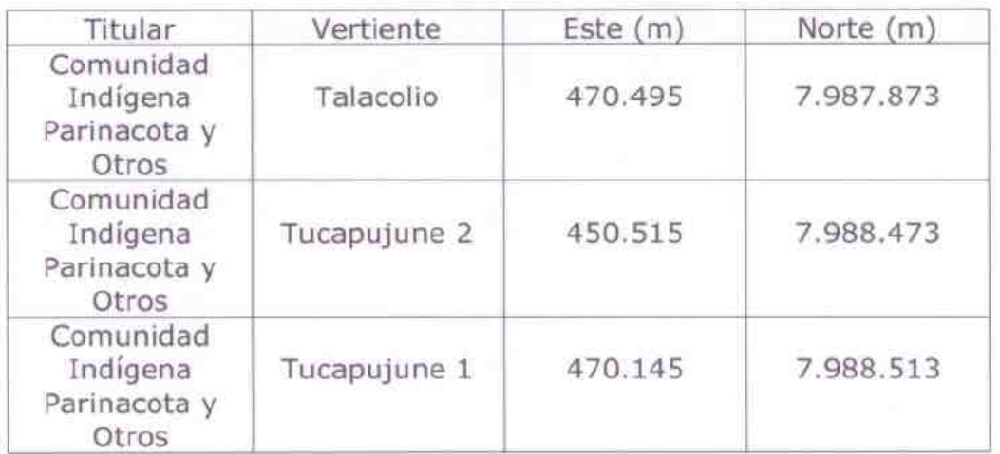 Titular Vertiente Este (m) Norte (m)
Comunidad
Indígena Talacolio 470.495 7.987.873
Parinacota y
Otros
Comunidad
Indígena Tucapujune 2 450.515 7.988.473
Parinacota y
Otros
Comunidad
Indígena Tucapujune 1 470.145 7.988.513
Parinacota y
Otros